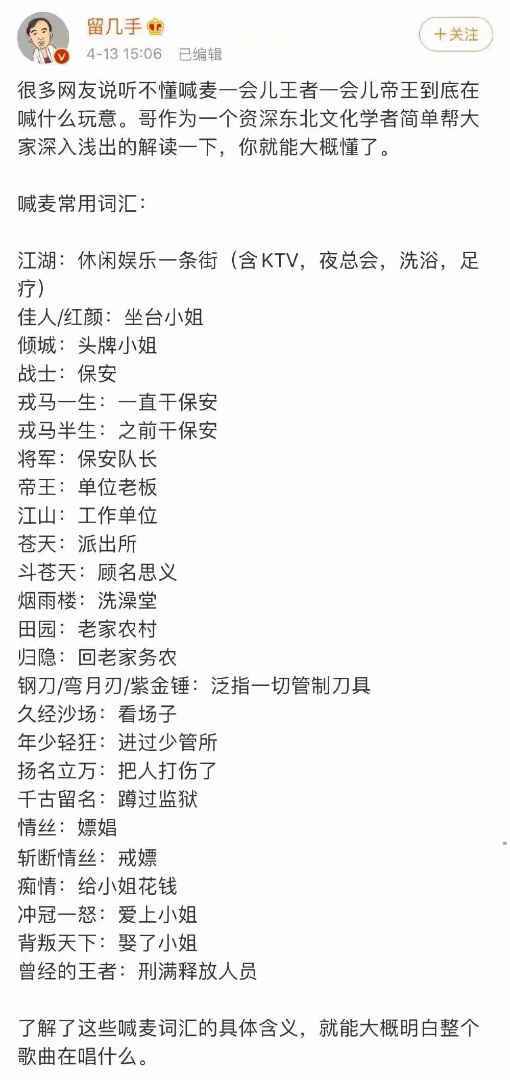 留几手
4-13 15:06 已编辑
+关注
很多网友说听不懂喊麦一会儿王者一会儿帝王到底在
喊什么玩意。哥作为一个资深东北文化学者简单帮大
家深入浅出的解读一下，你就能大概懂了。
喊麦常用词汇：
江湖：休闲娱乐一条街（含KTV，夜总会，洗浴，足
疗）
佳人/红颜：坐台小姐
倾城：头牌小姐
战士：保安
戎马一生：一直干保安
戎马半生：之前干保安
将军：保安队长
帝王：单位老板
江山：工作单位
苍天：派出所
斗苍天：顾名思义
烟雨楼：洗澡堂
田园：老家农村
归隐：回老家务农
钢刀/弯月刃/紫金锤：泛指一切管制刀具
久经沙场：看场子
年少轻狂：进过少管所
扬名立万：把人打伤了
千古留名：蹲过监狱
情丝：嫖娼
斩断情丝：戒嫖
痴情：给小姐花钱
冲冠一怒：爱上小姐
背叛天下：娶了小姐
曾经的王者：刑满释放人员
了解了这些喊麦词汇的具体含义，就能大概明白整个
歌曲在唱什么。